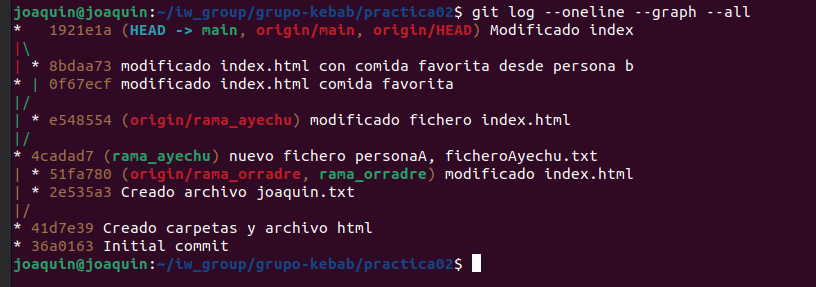 joaquin@joaquin:~/iw_group/grupo-kebab/practica02$ git log --oneline --graph --all
*   1921e1a (HEAD -> main, origin/main, origin/HEAD) Modificado index
|\
| * 8bdaa73 modificado index.html con comida favorita desde persona b
* | 0f67ecf modificado index.html comida favorita
|/
| * e548554 (origin/rama_ayechu) modificado fichero index.html
|/
* 4cadad7 (rama_ayechu) nuevo fichero personaA, ficheroAyechu.txt
| * 51fa780 (origin/rama_orradre, rama_orradre) modificado index.html
| * 2e535a3 Creado archivo joaquin.txt
|/
* 41d7e39 Creado carpetas y archivo html
* 36a0163 Initial commit
joaquin@joaquin:~/iw_group/grupo-kebab/practica02$